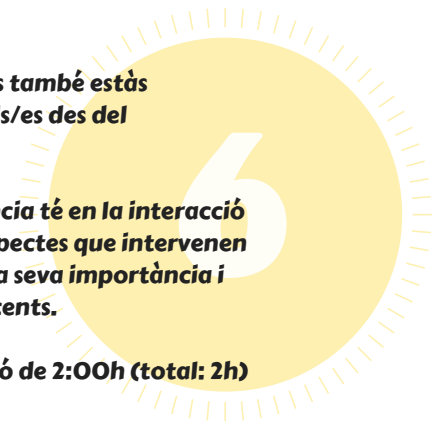 s també estàs
s/es des del
6
cia té en la interacció
pectes que intervenen
a seva importància i
cents.
ó de 2:00h (total: 2h)